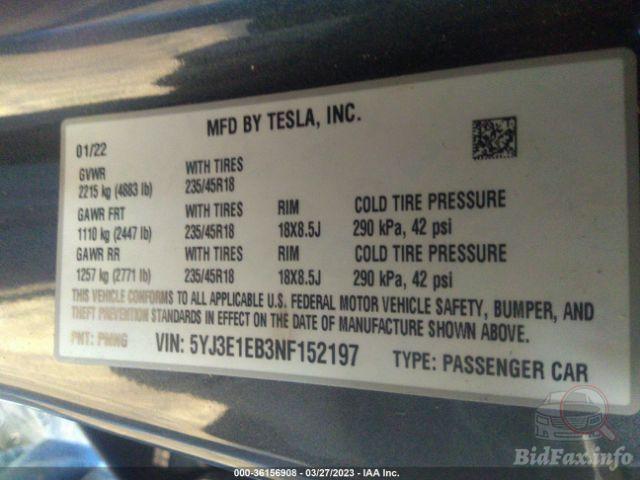 MFD BY TESLA, INC.
01/22
GVWR WITH TIRES
2215 kg (4883 lb) 235/45R18
GAWR FRT WITH TIRES RIM COLD TIRE PRESSURE
1110 kg (2447 lb) 235/45R18 18X8.5J 290 kPa, 42 psi
GAWR RR WITH TIRES RIM COLD TIRE PRESSURE
1257 kg (2771 lb) 235/45R18 18X8.5J 290 kPa, 42 psi
THIS VEHICLE CONFORMS TO ALL APPLICABLE U.S. FEDERAL MOTOR VEHICLE SAFETY, BUMPER, AND
THEFT PREVENTION STANDARDS IN EFFECT ON THE DATE OF MANUFACTURE SHOWN ABOVE.
PNT: PMNG VIN: 5YJ3E1EB3NF152197 TYPE: PASSENGER CAR
BidFax.info
000-36156908 - 03/27/2023 - IAA Inc.